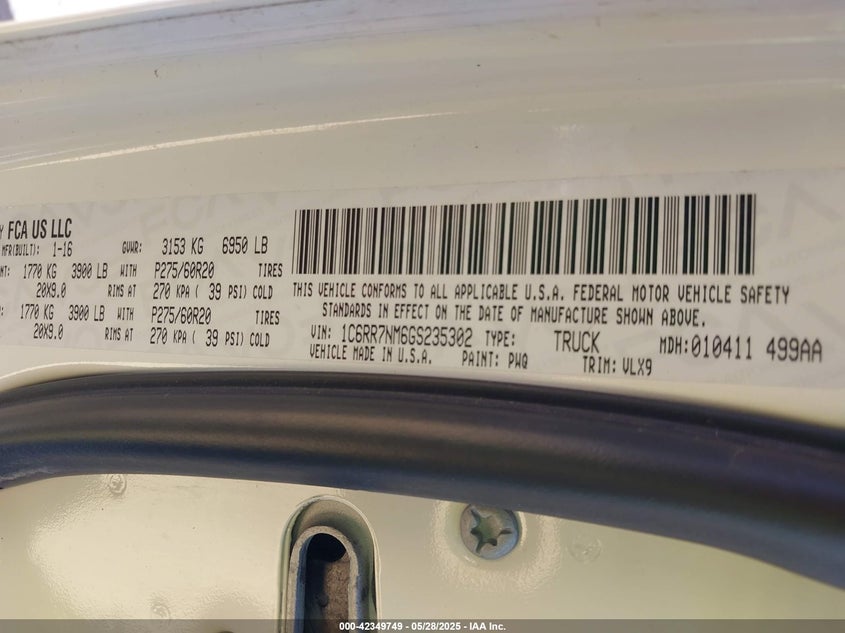 Y FCA US LLC
MFR(BUILT): 1-16 GVWR: 3153 KG 6950 LB
NT: 1770 KG 3900 LB WITH P275/60R20 TIRES
20X9.0 RIMS AT 270 KPA ( 39 PSI) COLD
: 1770 KG 3900 LB WITH P275/60R20 TIRES
20X9.0 RIMS AT 270 KPA ( 39 PSI) COLD
THIS VEHICLE CONFORMS TO ALL APPLICABLE U.S.A. FEDERAL MOTOR VEHICLE SAFETY
STANDARDS IN EFFECT ON THE DATE OF MANUFACTURE SHOWN ABOVE.
VIN: 1C6RR7NM6GS235302 TYPE: TRUCK MDH:010411 499AA
VEHICLE MADE IN U.S.A. PAINT: PWQ TRIM: VLX9
000-42349749 - 05/28/2025 - IAA Inc.